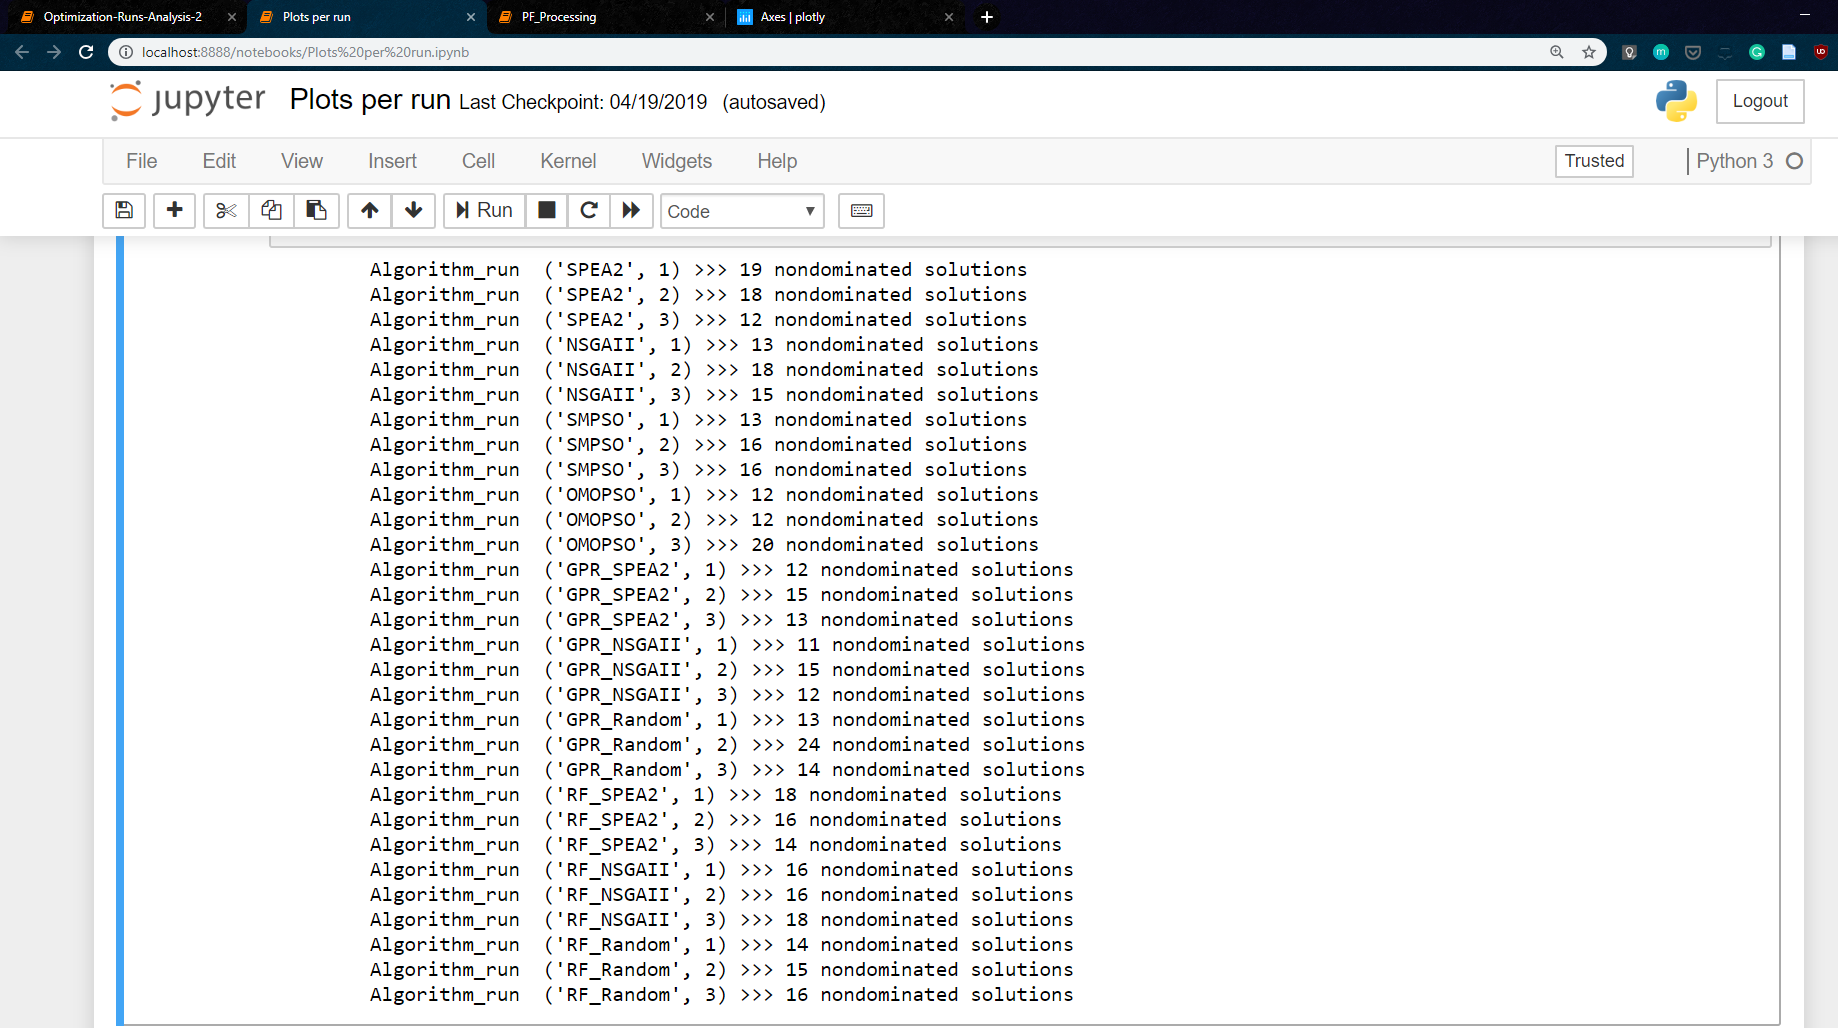 Optimization-Runs-Analysis-2
Plots per run
PF_Processing
Axes | plotly
localhost:8888/notebooks/Plots%20per%20run.ipynb
jupyter Plots per run Last Checkpoint: 04/19/2019 (autosaved)
Logout
File Edit View Insert Cell Kernel Widgets Help
Trusted
Python 3
Run
Code
Algorithm_run ('SPEA2', 1) >>> 19 nondominated solutions
Algorithm_run ('SPEA2', 2) >>> 18 nondominated solutions
Algorithm_run ('SPEA2', 3) >>> 12 nondominated solutions
Algorithm_run ('NSGAII', 1) >>> 13 nondominated solutions
Algorithm_run ('NSGAII', 2) >>> 18 nondominated solutions
Algorithm_run ('NSGAII', 3) >>> 15 nondominated solutions
Algorithm_run ('SMPSO', 1) >>> 13 nondominated solutions
Algorithm_run ('SMPSO', 2) >>> 16 nondominated solutions
Algorithm_run ('SMPSO', 3) >>> 16 nondominated solutions
Algorithm_run ('OMOPSO', 1) >>> 12 nondominated solutions
Algorithm_run ('OMOPSO', 2) >>> 12 nondominated solutions
Algorithm_run ('OMOPSO', 3) >>> 20 nondominated solutions
Algorithm_run ('GPR_SPEA2', 1) >>> 12 nondominated solutions
Algorithm_run ('GPR_SPEA2', 2) >>> 15 nondominated solutions
Algorithm_run ('GPR_SPEA2', 3) >>> 13 nondominated solutions
Algorithm_run ('GPR_NSGAII', 1) >>> 11 nondominated solutions
Algorithm_run ('GPR_NSGAII', 2) >>> 15 nondominated solutions
Algorithm_run ('GPR_NSGAII', 3) >>> 12 nondominated solutions
Algorithm_run ('GPR_Random', 1) >>> 13 nondominated solutions
Algorithm_run ('GPR_Random', 2) >>> 24 nondominated solutions
Algorithm_run ('GPR_Random', 3) >>> 14 nondominated solutions
Algorithm_run ('RF_SPEA2', 1) >>> 18 nondominated solutions
Algorithm_run ('RF_SPEA2', 2) >>> 16 nondominated solutions
Algorithm_run ('RF_SPEA2', 3) >>> 14 nondominated solutions
Algorithm_run ('RF_NSGAII', 1) >>> 16 nondominated solutions
Algorithm_run ('RF_NSGAII', 2) >>> 16 nondominated solutions
Algorithm_run ('RF_NSGAII', 3) >>> 18 nondominated solutions
Algorithm_run ('RF_Random', 1) >>> 14 nondominated solutions
Algorithm_run ('RF_Random', 2) >>> 15 nondominated solutions
Algorithm_run ('RF_Random', 3) >>> 16 nondominated solutions